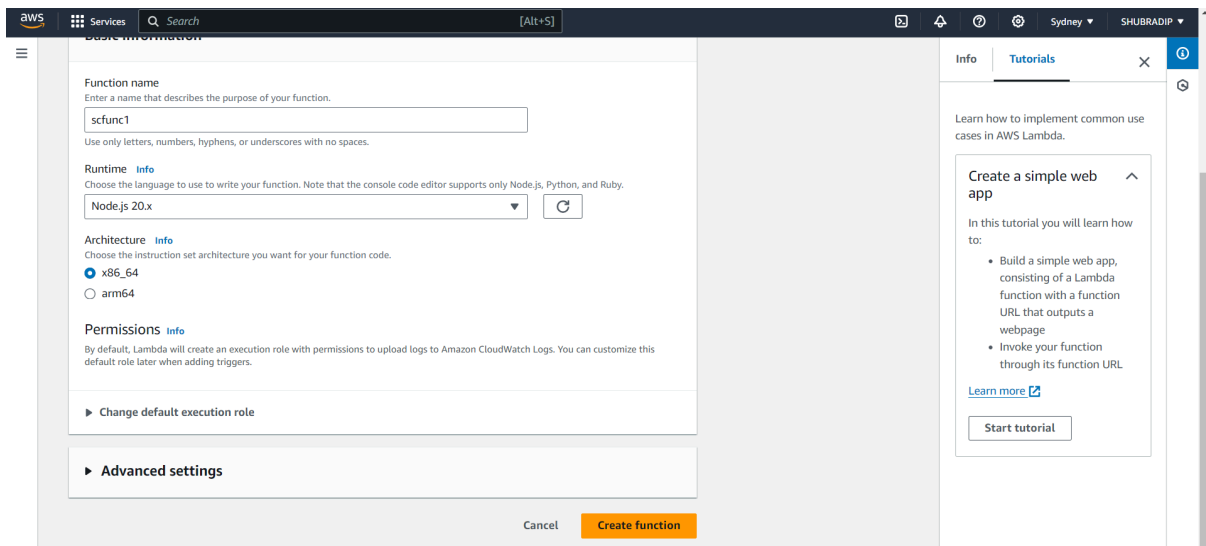 aws
Services
Search
[Alt+S]
Sydney ▼
SHUBRADIP ▼
Basic information
Function name
Enter a name that describes the purpose of your function.
scfunc1
Use only letters, numbers, hyphens, or underscores with no spaces.
Runtime Info
Choose the language to use to write your function. Note that the console code editor supports only Node.js, Python, and Ruby.
Node.js 20.x
Architecture Info
Choose the instruction set architecture you want for your function code.
x86_64
arm64
Permissions Info
By default, Lambda will create an execution role with permissions to upload logs to Amazon CloudWatch Logs. You can customize this
default role later when adding triggers.
Change default execution role
Advanced settings
Cancel
Create function
Info
Tutorials
Learn how to implement common use
cases in AWS Lambda.
Create a simple web
app
In this tutorial you will learn how
to:
• Build a simple web app,
consisting of a Lambda
function with a function
URL that outputs a
webpage
• Invoke your function
through its function URL
Learn more
Start tutorial